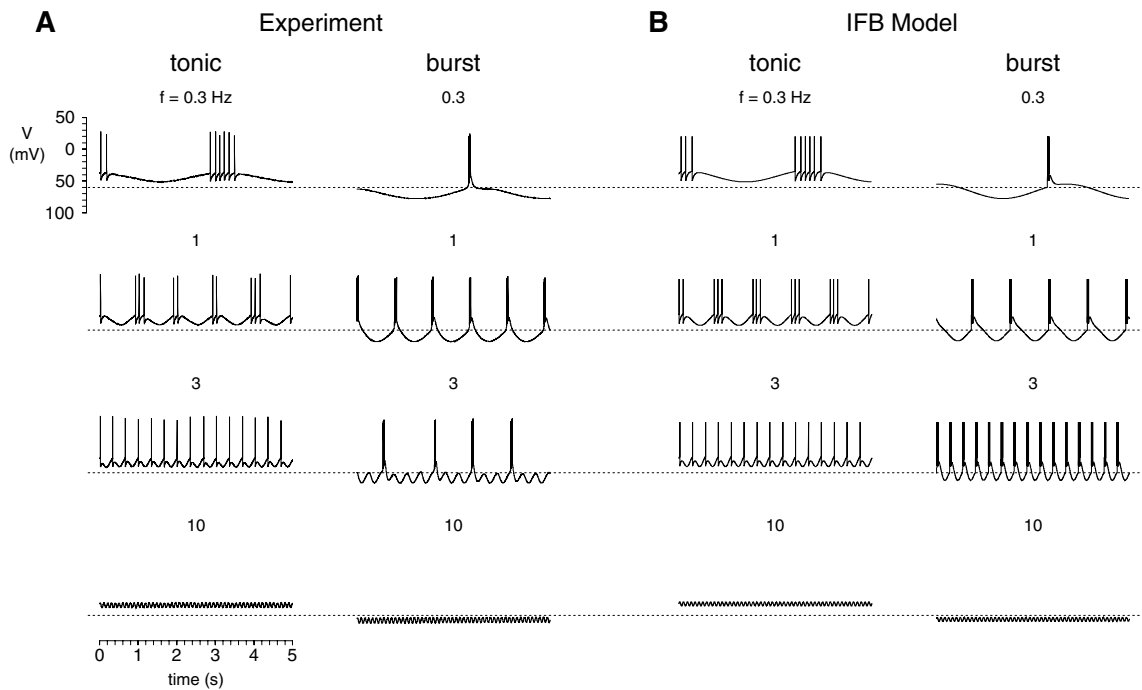 A Experiment B IFB Model
tonic burst tonic burst
f = 0.3 Hz 0.3 f = 0.3 Hz 0.3
50
V
(mV)
0
50
100
1 1 1 1
3 3 3 3
10 10 10 10
0 1 2 3 4 5
time (s)